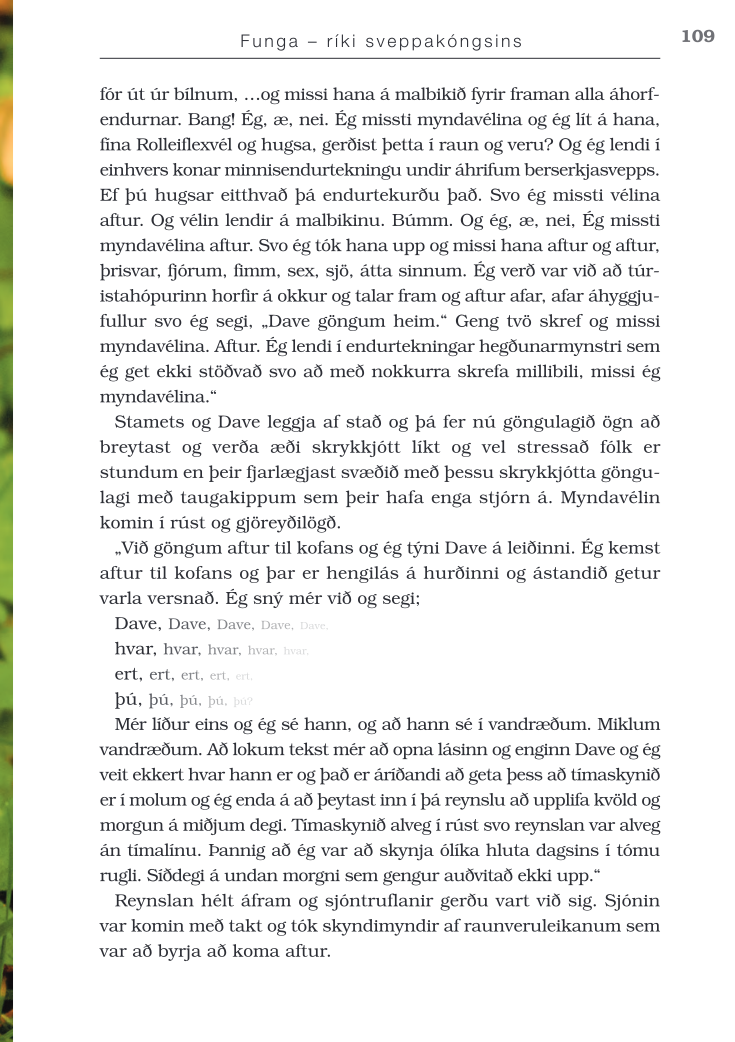 Funga – ríki sveppakóngsins
109
fór út úr bílnum, …og missi hana á malbikið fyrir framan alla áhorf-
endurnar. Bang! Ég, æ, nei. Ég missti myndavélina og ég lít á hana,
fína Rolleiflexvél og hugsa, gerðist þetta í raun og veru? Og ég lendi í
einhvers konar minnisendurtekningu undir áhrifum berserkjasvepps.
Ef þú hugsar eitthvað þá endurtekurðu það. Svo ég missti vélina
aftur. Og vélin lendir á malbikinu. Búmm. Og ég, æ, nei, Ég missti
myndavélina aftur. Svo ég tók hana upp og missi hana aftur og aftur,
þrisvar, fjórum, fimm, sex, sjö, átta sinnum. Ég verð var við að túr-
istahópurinn horfir á okkur og talar fram og aftur afar, afar áhyggju-
fullur svo ég segi, „Dave göngum heim.“ Geng tvö skref og missi
myndavélina. Aftur. Ég lendi í endurtekningar hegðunarmynstri sem
ég get ekki stöðvað svo að með nokkurra skrefa millibili, missi ég
myndavélina.“
Stamets og Dave leggja af stað og þá fer nú göngulagið ögn að
breytast og verða æði skrykkjótt líkt og vel stressað fólk er
stundum en þeir fjarlægjast svæðið með þessu skrykkjótta göngu-
lagi með taugakippum sem þeir hafa enga stjórn á. Myndavélin
komin í rúst og gjöreyðilögð.
„Við göngum aftur til kofans og ég týni Dave á leiðinni. Ég kemst
aftur til kofans og þar er hengilás á hurðinni og ástandið getur
varla versnað. Ég sný mér við og segi;
Dave, Dave, Dave, Dave, Dave,
hvar, hvar, hvar, hvar, hvar,
ert, ert, ert, ert, ert.
þú, þú, þú, þú, þú?
Mér líður eins og ég sé hann, og að hann sé í vandræðum. Miklum
vandræðum. Að lokum tekst mér að opna lásinn og enginn Dave og ég
veit ekkert hvar hann er og það er áríðandi að geta þess að tímaskynið
er í molum og ég enda á að þeytast inn í þá reynslu að upplifa kvöld og
morgun á miðjum degi. Tímaskynið alveg í rúst svo reynslan var alveg
án tímalínu. Þannig að ég var að skynja ólíka hluta dagsins í tómu
rugli. Síðdegi á undan morgni sem gengur auðvitað ekki upp.“
Reynslan hélt áfram og sjóntruflanir gerðu vart við sig. Sjónin
var komin með takt og tók skyndimyndir af raunveruleikanum sem
var að byrja að koma aftur.